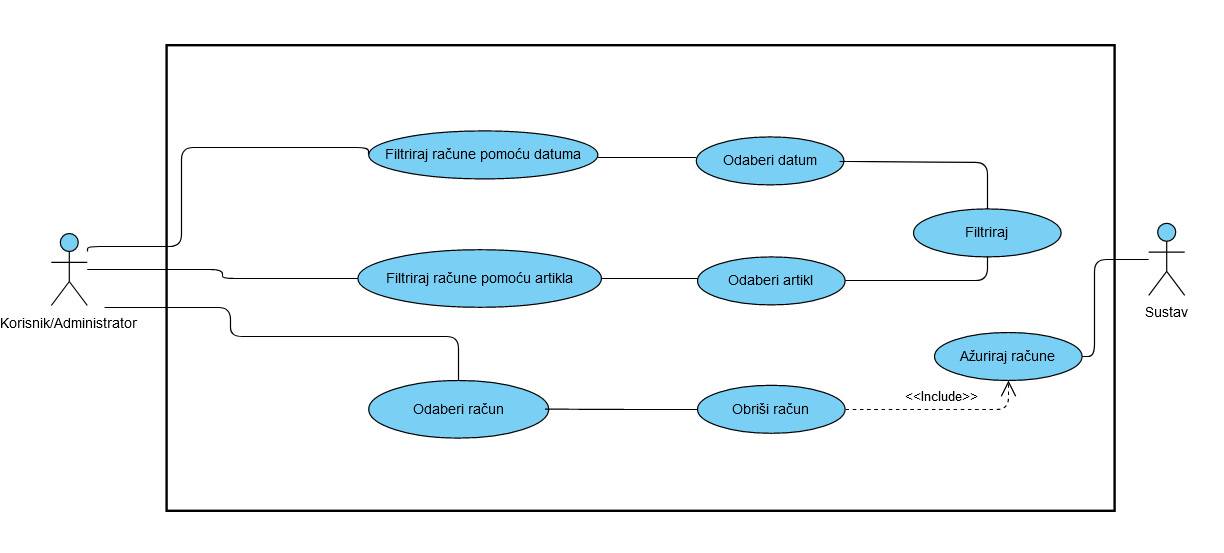 Filtriraj račune pomoću datuma
Odaberi datum
Filtriraj
Filtriraj račune pomoću artikla
Odaberi artikl
Korisnik/Administrator
Sustav
Ažuriraj račune
<<Include>>
Odaberi račun
Obriši račun